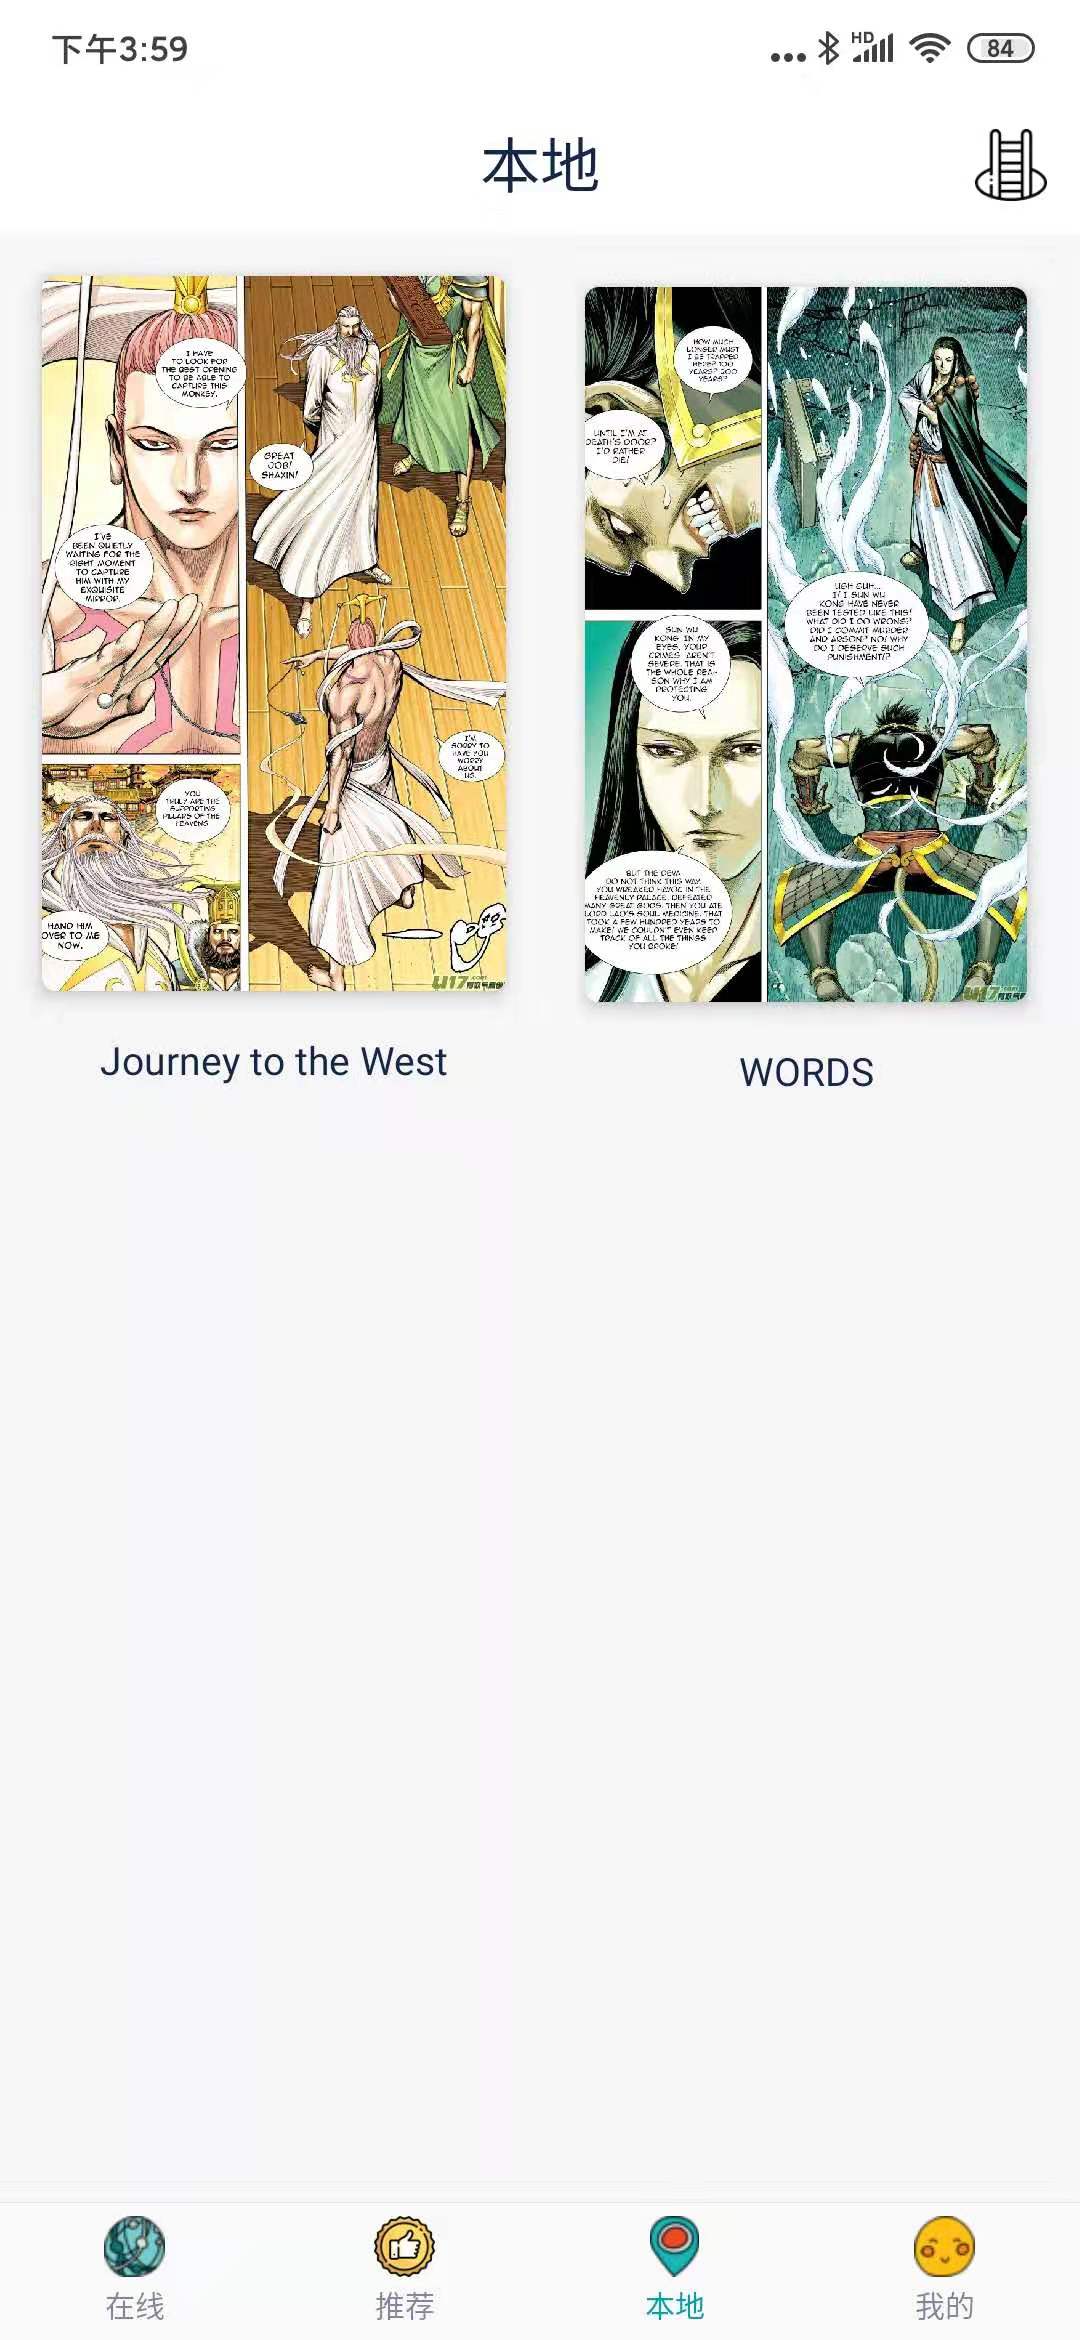 下午3:59
HD
84
本地
I HAVE
TO LOOK FOR
THE BEST OPENING
TO BE ABLE TO
CAPTURE THIS
MONKEY.
GREAT
JOB!
SHAXIN!
I'VE
BEEN QUIETLY
WAITING FOR THE
RIGHT MOMENT
TO CAPTURE
HIM WITH MY
EXQUISITE
MIRROR.
I'M
SORRY TO
HAVE YOU
WORRY
ABOUT
US.
YOU
TRULY ARE THE
SUPPORTING
PILLARS OF THE
HEAVENS
HAND HIM
OVER TO ME
NOW.
U17
.com
Journey to the West
HOW MUCH
LONGER MUST
I BE TRAPPED
HERE? 100
YEARS? 200
YEARS?
UNTIL I'M AT
DEATH'S DOOR?
I'D RATHER
DIE!
UGH GUH...
IF I SUN WU
KONG HAVE NEVER
BEEN TESTED LIKE THIS!
WHAT DID I DO WRONG?
DID I COMMIT MURDER
AND ARSON? NO! WHY
DO I DESERVE SUCH
PUNISHMENT!?
SUN WU
KONG, IN MY
EYES, YOUR
CRIMES AREN'T
SEVERE. THAT IS
THE WHOLE REA-
SON WHY I AM
PROTECTING
YOU.
BUT THE DEVA
DO NOT THINK THIS WAY.
YOU WREAKED HAVOC IN THE
HEAVENLY PALACE, DEFEATED
MANY GREAT GODS. THEN YOU ATE
LORD LAO'S SOUL MEDICINE. THAT
TOOK A FEW HUNDRED YEARS TO
MAKE! WE COULDN'T EVEN KEEP
TRACK OF ALL THE THINGS
YOU BROKE!
U17
.com
WORDS
在线
推荐
本地
我的